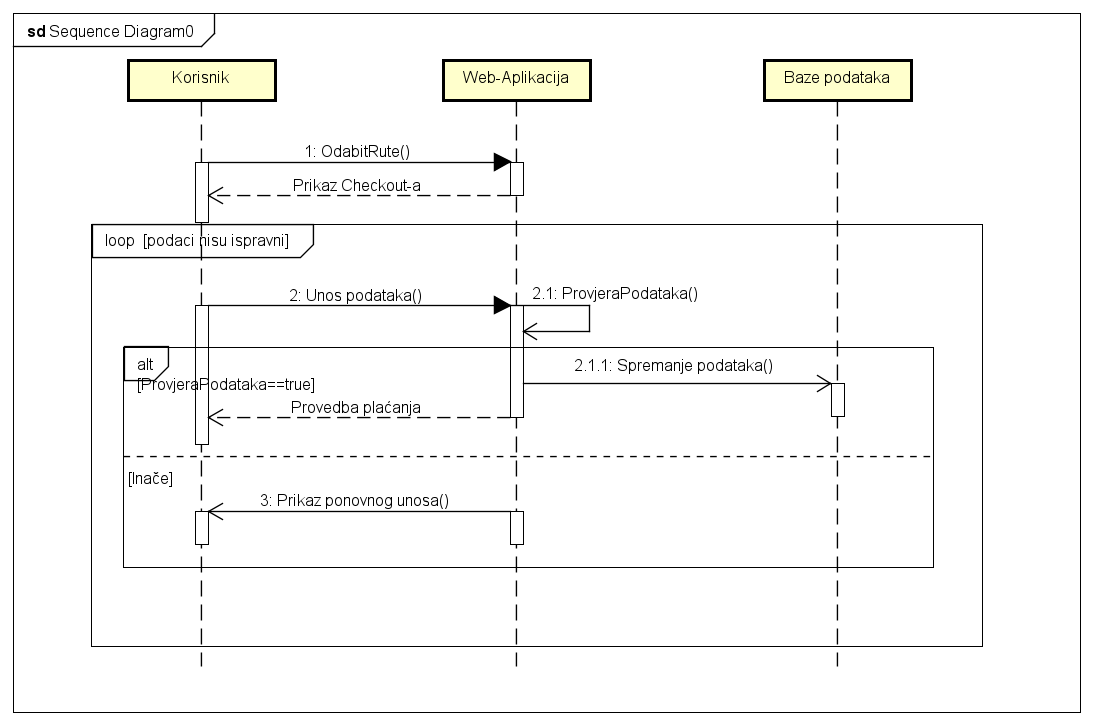 sd Sequence Diagram0
Korisnik
Web-Aplikacija
Baze podataka
1: OdabitRute()
Prikaz Checkout-a
loop [podaci nisu ispravni]
2: Unos podataka()
2.1: ProvjeraPodataka()
alt
2.1.1: Spremanje podataka()
[ProvjeraPodataka==true]
Provedba plaćanja
[Inače]
3: Prikaz ponovnog unosa()